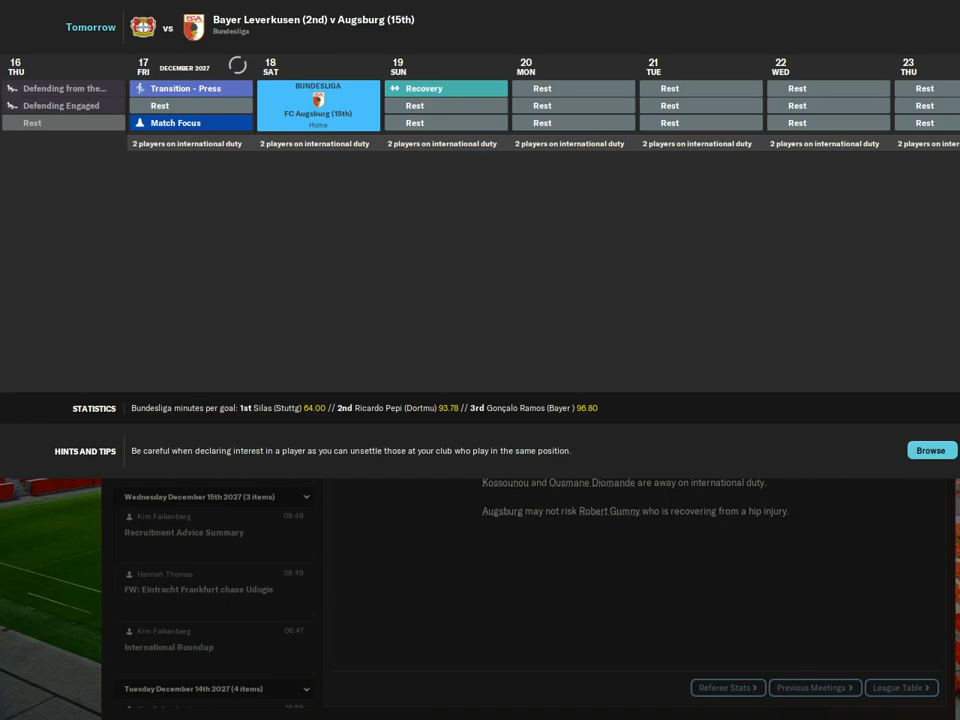 Tomorrow
vs
Bayer Leverkusen (2nd) v Augsburg (15th)
Bundesliga
16
THU
17
FRI
DECEMBER 2027
18
SAT
19
SUN
20
MON
21
TUE
22
WED
23
THU
Defending from the...
Transition - Press
BUNDESLIGA
Recovery
Rest
Rest
Rest
Rest
Defending Engaged
Rest
FC Augsburg (15th)
Rest
Rest
Rest
Rest
Rest
Rest
Match Focus
Home
Rest
Rest
Rest
Rest
Rest
2 players on international duty
2 players on international duty
2 players on international duty
2 players on international duty
2 players on international duty
2 players on international duty
2 players on inter
STATISTICS
Bundesliga minutes per goal: 1st Silas (Stuttg) 64.00 // 2nd Ricardo Pepi (Dortmu) 93.78 // 3rd Gonçalo Ramos (Bayer ) 96.80
HINTS AND TIPS
Be careful when declaring interest in a player as you can unsettle those at your club who play in the same position.
Browse
Kossounou and Ousmane Diomande are away on international duty.
Wednesday December 15th 2027 (3 items)
Augsburg may not risk Robert Gumny who is recovering from a hip injury.
Kim Falkenberg 08:49
Recruitment Advice Summary
Hannah Thomas 08:49
FW: Eintracht Frankfurt chase Udogie
Kim Falkenberg 08:47
International Roundup
Tuesday December 14th 2027 (4 items)
Referee Stats
Previous Meetings
League Table